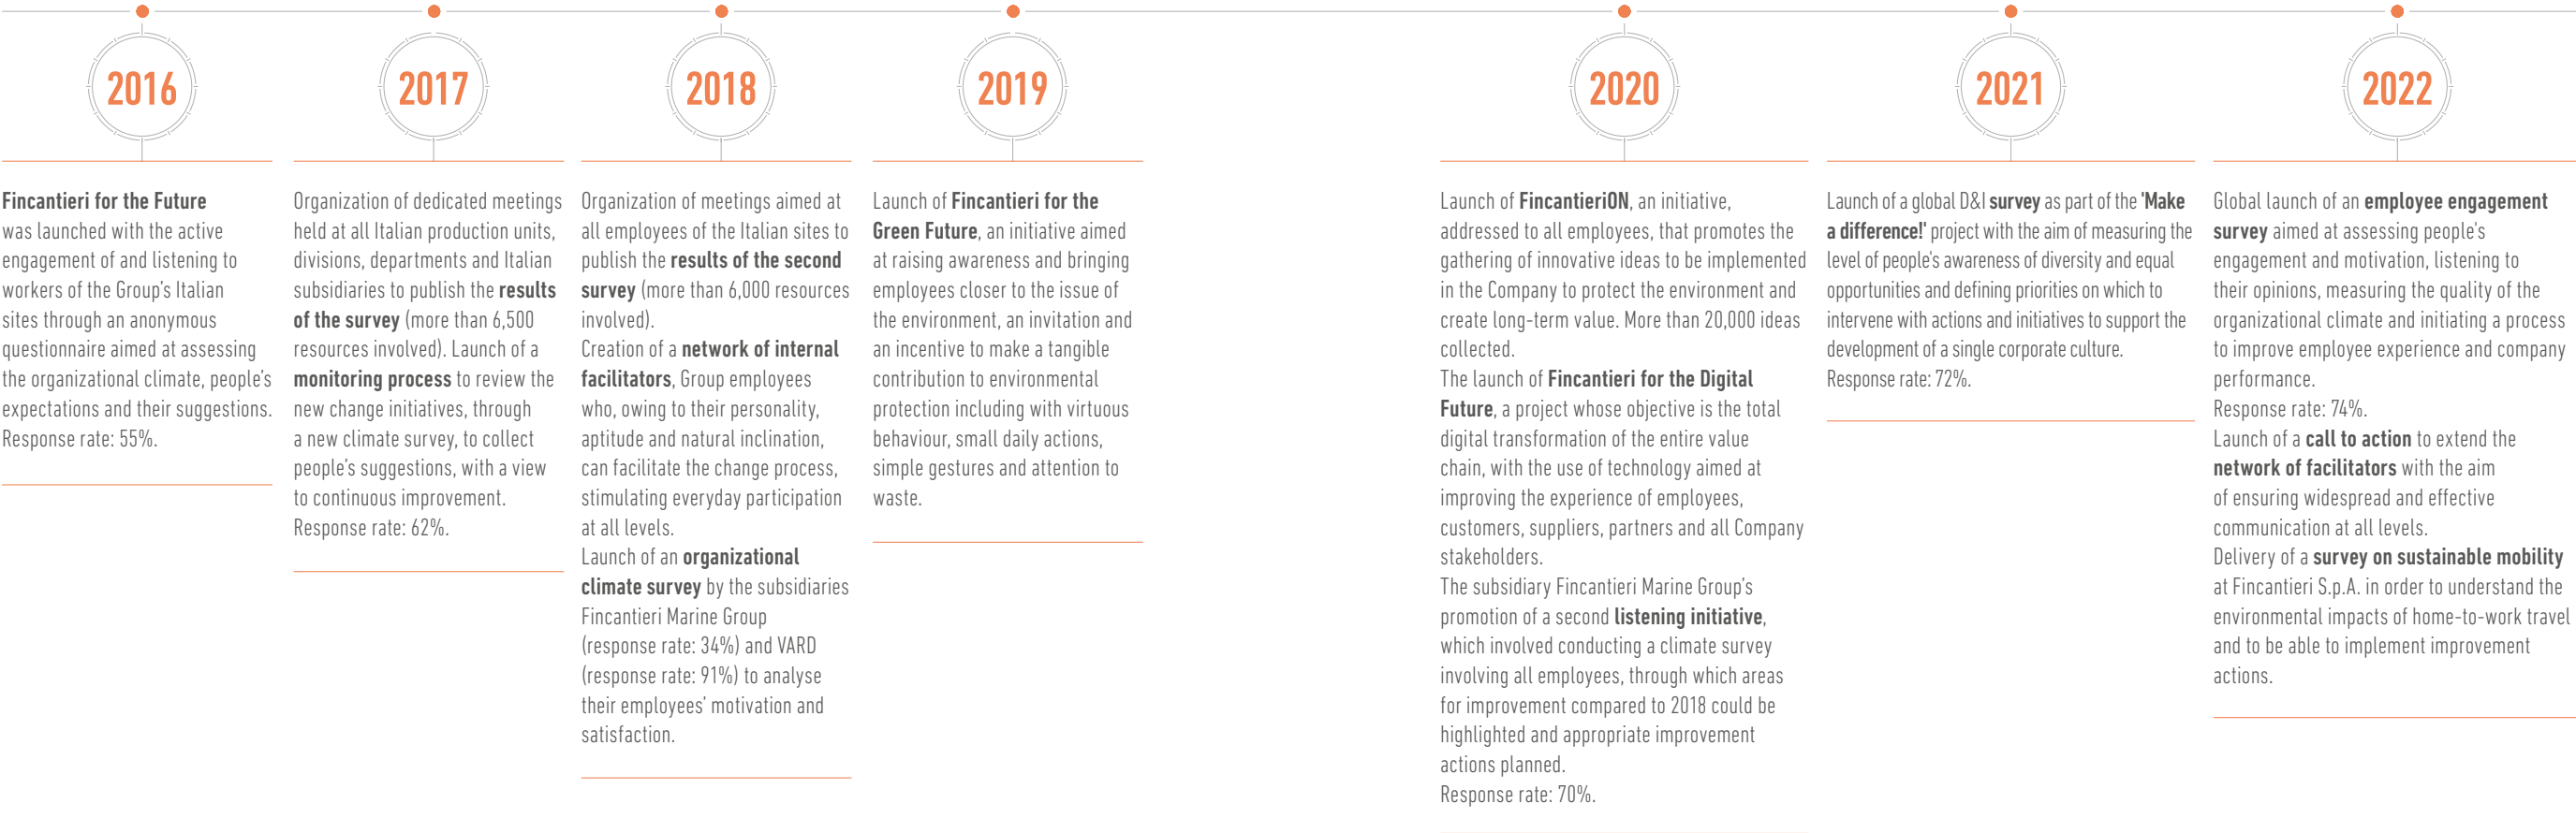 2016
Fincantieri for the Future
was launched with the active
engagement of and listening to
workers of the Group's Italian
sites through an anonymous
questionnaire aimed at assessing
the organizational climate, people's
expectations and their suggestions.
Response rate: 55%.
2017
Organization of dedicated meetings
held at all Italian production units,
divisions, departments and Italian
subsidiaries to publish the results
of the survey (more than 6,500
resources involved). Launch of a
monitoring process to review the
new change initiatives, through
a new climate survey, to collect
people's suggestions, with a view
to continuous improvement.
Response rate: 62%.
2018
Organization of meetings aimed at
all employees of the Italian sites to
publish the results of the second
survey (more than 6,000 resources
involved).
Creation of a network of internal
facilitators, Group employees
who, owing to their personality,
aptitude and natural inclination,
can facilitate the change process,
stimulating everyday participation
at all levels.
Launch of an organizational
climate survey by the subsidiaries
Fincantieri Marine Group
(response rate: 34%) and VARD
(response rate: 91%) to analyse
their employees' motivation and
satisfaction.
2019
Launch of Fincantieri for the
Green Future, an initiative aimed
at raising awareness and bringing
employees closer to the issue of
the environment, an invitation and
an incentive to make a tangible
contribution to environmental
protection including with virtuous
behaviour, small daily actions,
simple gestures and attention to
waste.
2020
Launch of FincantieriON, an initiative,
addressed to all employees, that promotes the
gathering of innovative ideas to be implemented
in the Company to protect the environment and
create long-term value. More than 20,000 ideas
collected.
The launch of Fincantieri for the Digital
Future, a project whose objective is the total
digital transformation of the entire value
chain, with the use of technology aimed at
improving the experience of employees,
customers, suppliers, partners and all Company
stakeholders.
The subsidiary Fincantieri Marine Group's
promotion of a second listening initiative,
which involved conducting a climate survey
involving all employees, through which areas
for improvement compared to 2018 could be
highlighted and appropriate improvement
actions planned.
Response rate: 70%.
2021
Launch of a global D&I survey as part of the 'Make
a difference!' project with the aim of measuring the
level of people's awareness of diversity and equal
opportunities and defining priorities on which to
intervene with actions and initiatives to support the
development of a single corporate culture.
Response rate: 72%.
2022
Global launch of an employee engagement
survey aimed at assessing people's
engagement and motivation, listening to
their opinions, measuring the quality of the
organizational climate and initiating a process
to improve employee experience and company
performance.
Response rate: 74%.
Launch of a call to action to extend the
network of facilitators with the aim
of ensuring widespread and effective
communication at all levels.
Delivery of a survey on sustainable mobility
at Fincantieri S.p.A. in order to understand the
environmental impacts of home-to-work travel
and to be able to implement improvement
actions.